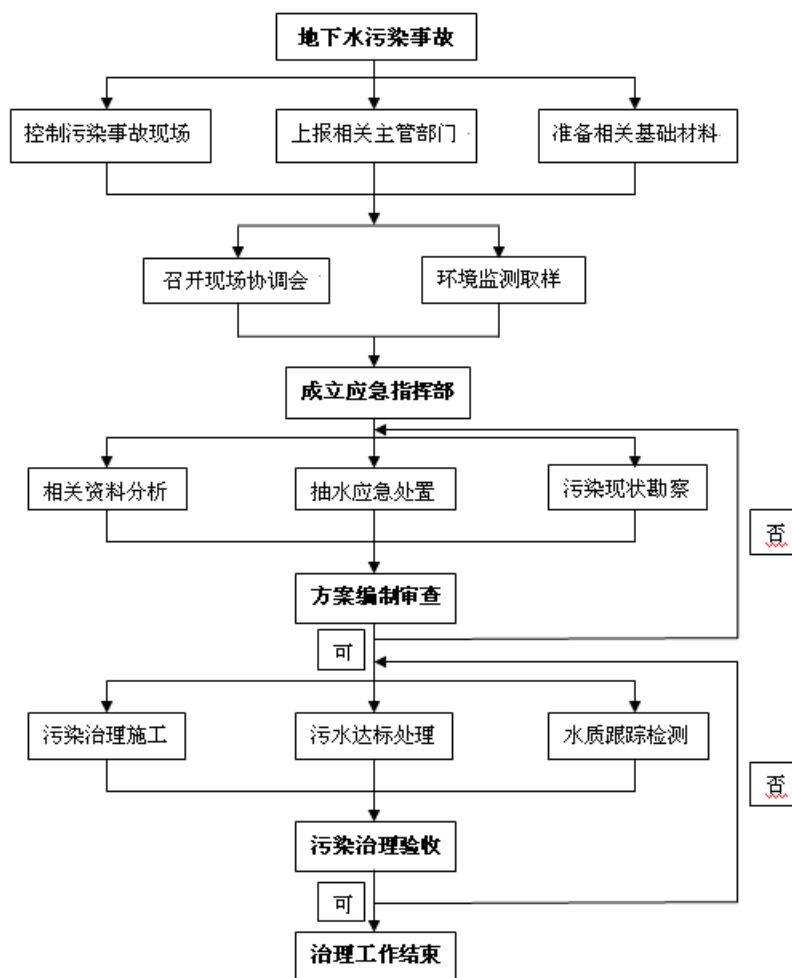 地下水污染事故
控制污染事故现场
上报相关主管部门
准备相关基础材料
召开现场协调会
环境监测取样
成立应急指挥部
相关资料分析
抽水应急处置
污染现状勘察
否
方案编制审查
可
污染治理施工
污水达标处理
水质跟踪检测
否
污染治理验收
可
治理工作结束